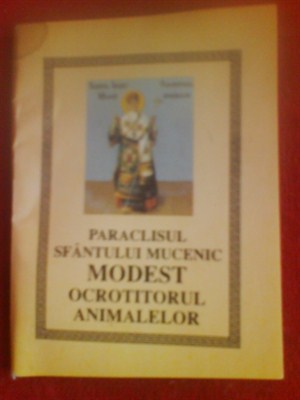 PARACLISUL
SFÂNTULUI MUCENIC
MODEST
OCROTITORUL
ANIMALELOR